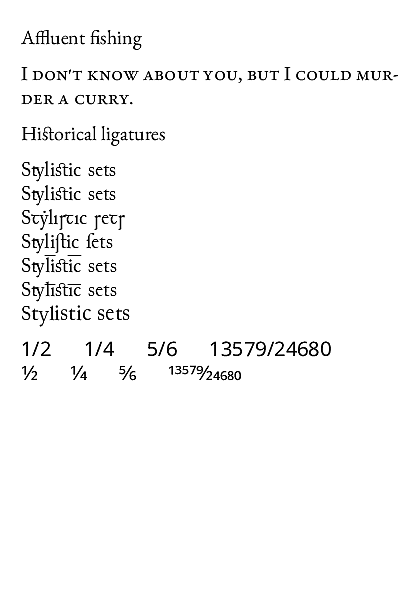 Affluent fishing
I DON'T KNOW ABOUT YOU, BUT I COULD MUR-
DER A CURRY.
Historical ligatures
Stylistic sets
Stylistic sets
Stylistic sets
Styliſtic ſets
Stylistic sets
Stylistic sets
Stylistic sets
1/2 1/4 5/6 13579/24680
1⁄2 1⁄4 5⁄6 13579⁄24680